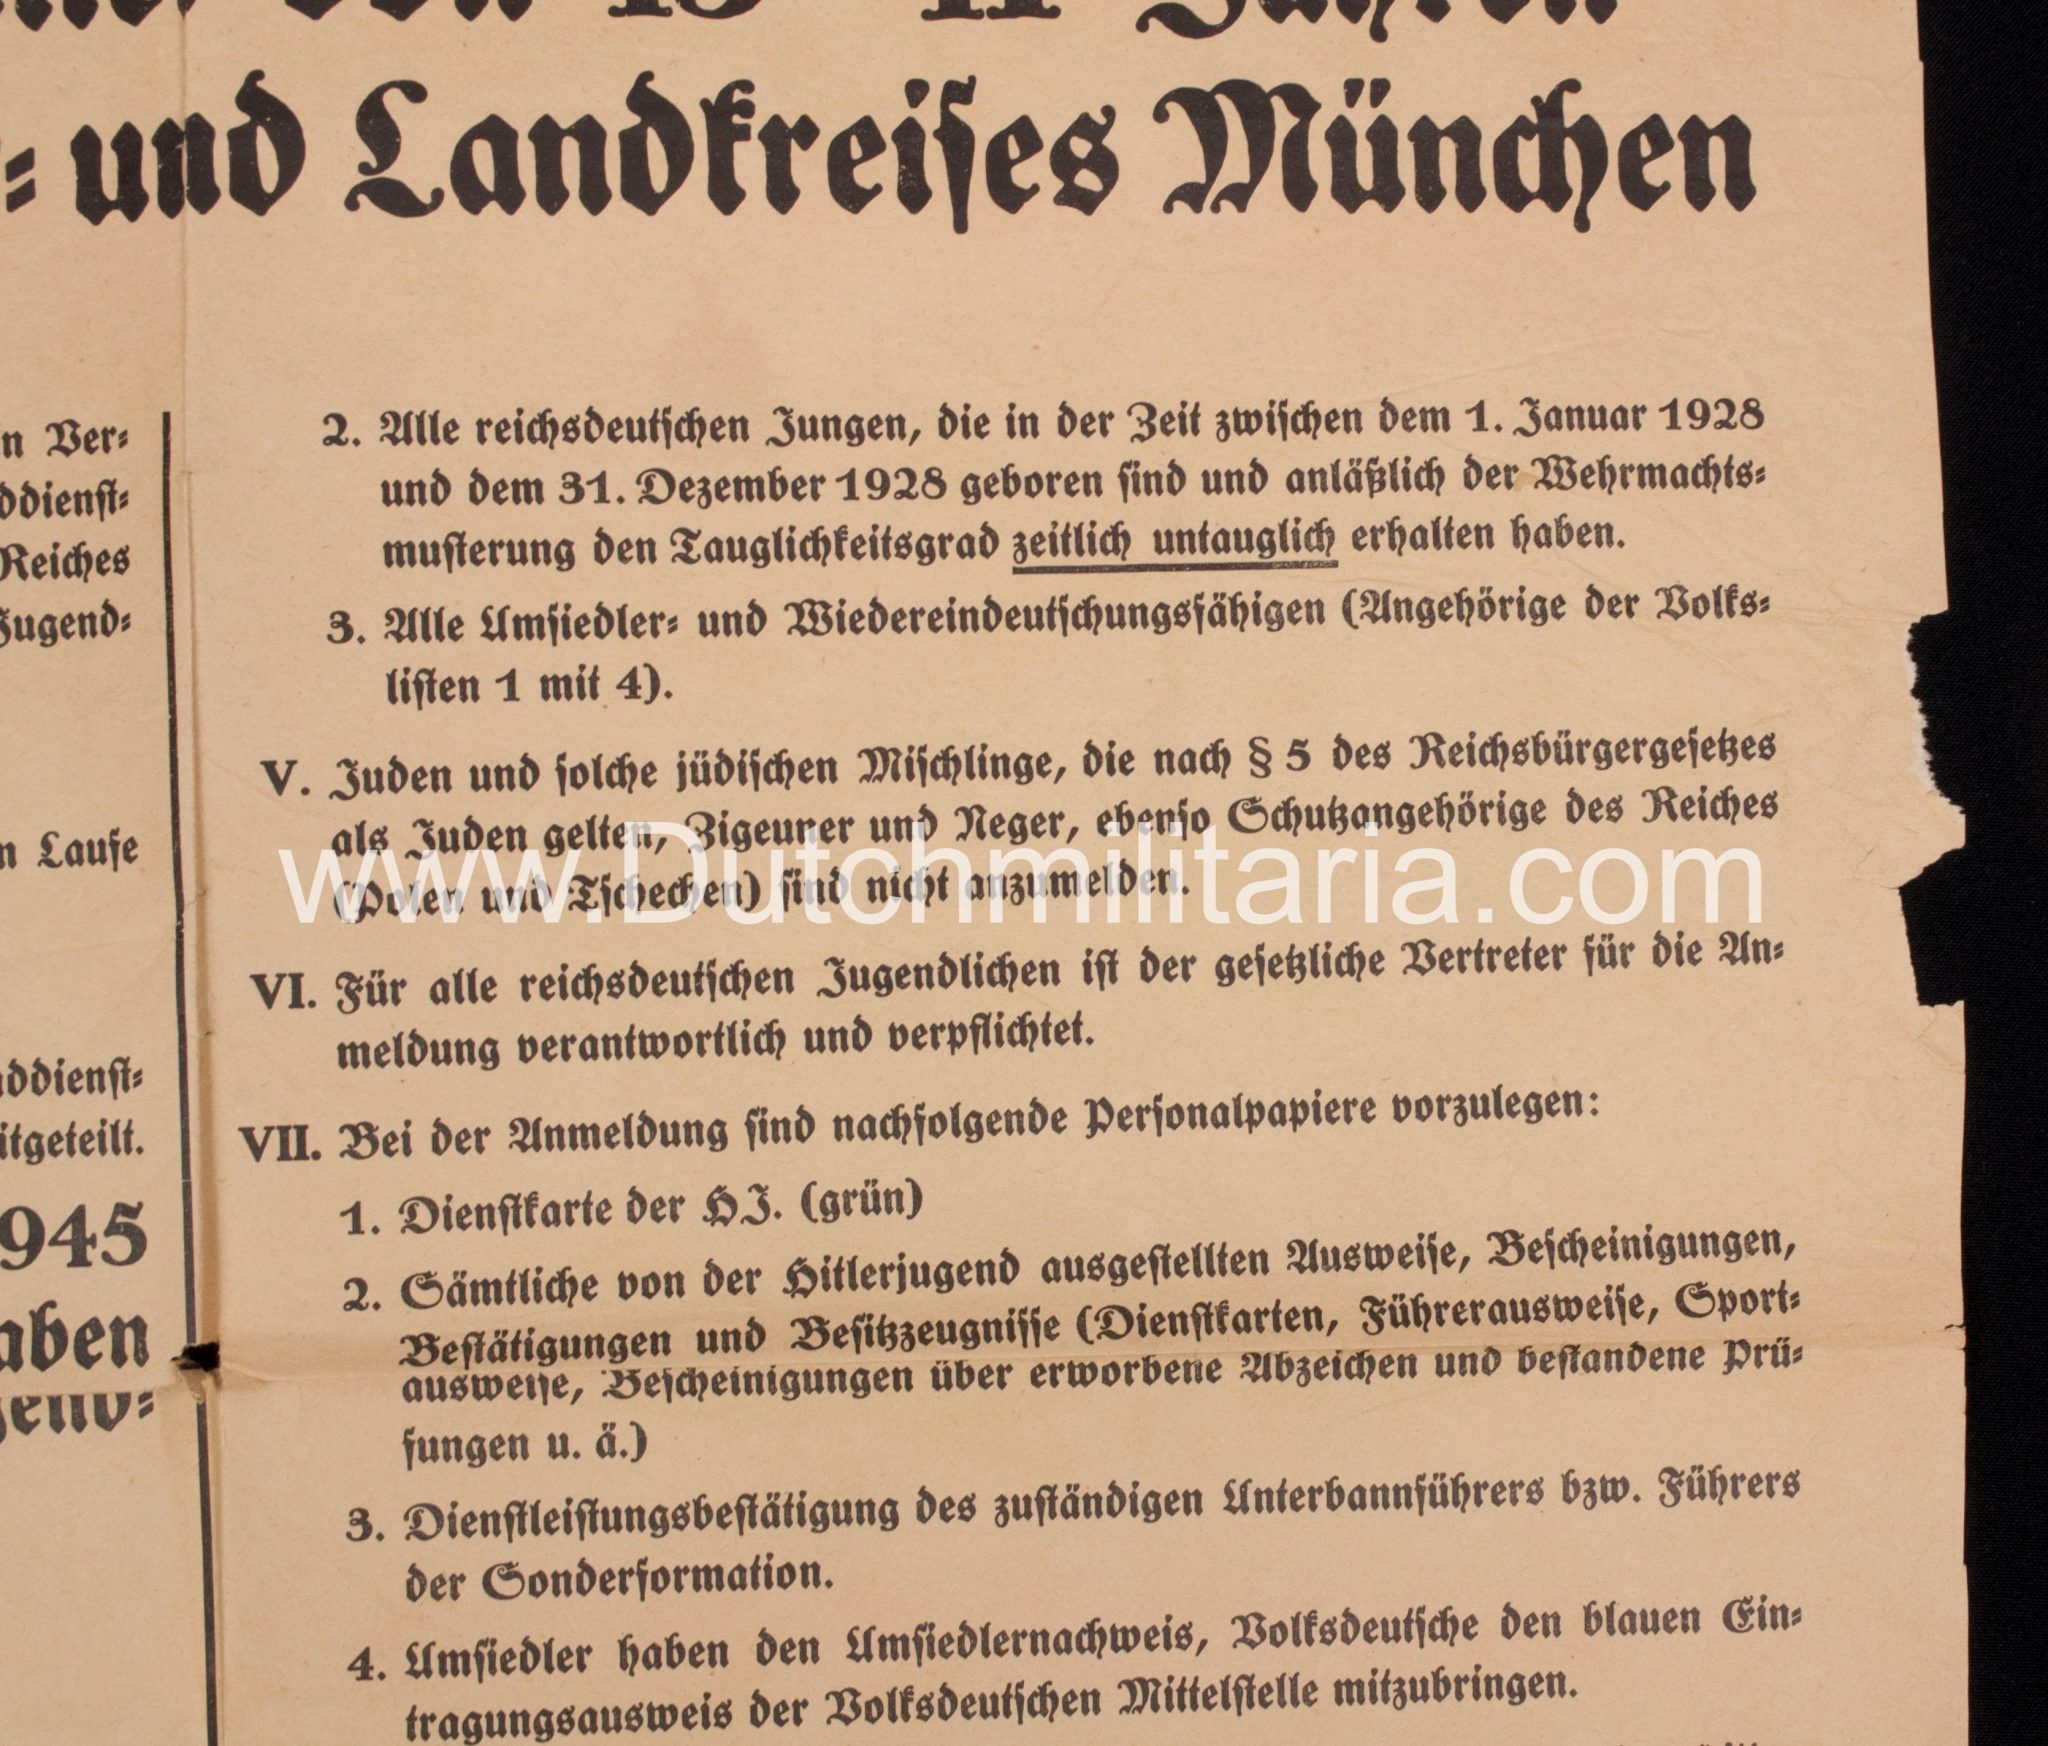 von 10–17 Jahren
und Landkreises München
n Ver-
ddienst-
Reiches
Jugend-
n Laufe
ddienst-
itgeteilt.
945
aben
gend-
2. Alle reichsdeutschen Jungen, die in der Zeit zwischen dem 1. Januar 1928
und dem 31. Dezember 1928 geboren sind und anläßlich der Wehrmachts-
musterung den Tauglichkeitsgrad zeitlich untauglich erhalten haben.
3. Alle Umsiedler- und Wiedereindeutschungsfähigen (Angehörige der Volks-
listen 1 mit 4).
V. Juden und solche jüdischen Mischlinge, die nach § 5 des Reichsbürgergesetzes
als Juden gelten, Zigeuner und Neger, ebenso Schutzangehörige des Reiches
(Polen und Tschechen) sind nicht anzumelden.
www.Dutchmilitaria.com
VI. Für alle reichsdeutschen Jugendlichen ist der gesetzliche Vertreter für die An-
meldung verantwortlich und verpflichtet.
VII. Bei der Anmeldung sind nachfolgende Personalpapiere vorzulegen:
1. Dienstkarte der HJ. (grün)
2. Sämtliche von der Hitlerjugend ausgestellten Ausweise, Bescheinigungen,
Bestätigungen und Besitzzeugnisse (Dienstkarten, Führerausweise, Sport-
ausweise, Bescheinigungen über erworbene Abzeichen und bestandene Prü-
fungen u. ä.)
3. Dienstleistungsbestätigung des zuständigen Unterbannführers bzw. Führers
der Sonderformation.
4. Umsiedler haben den Umsiedlernachweis, Volksdeutsche den blauen Ein-
tragungsausweis der Volksdeutschen Mittelstelle mitzubringen.